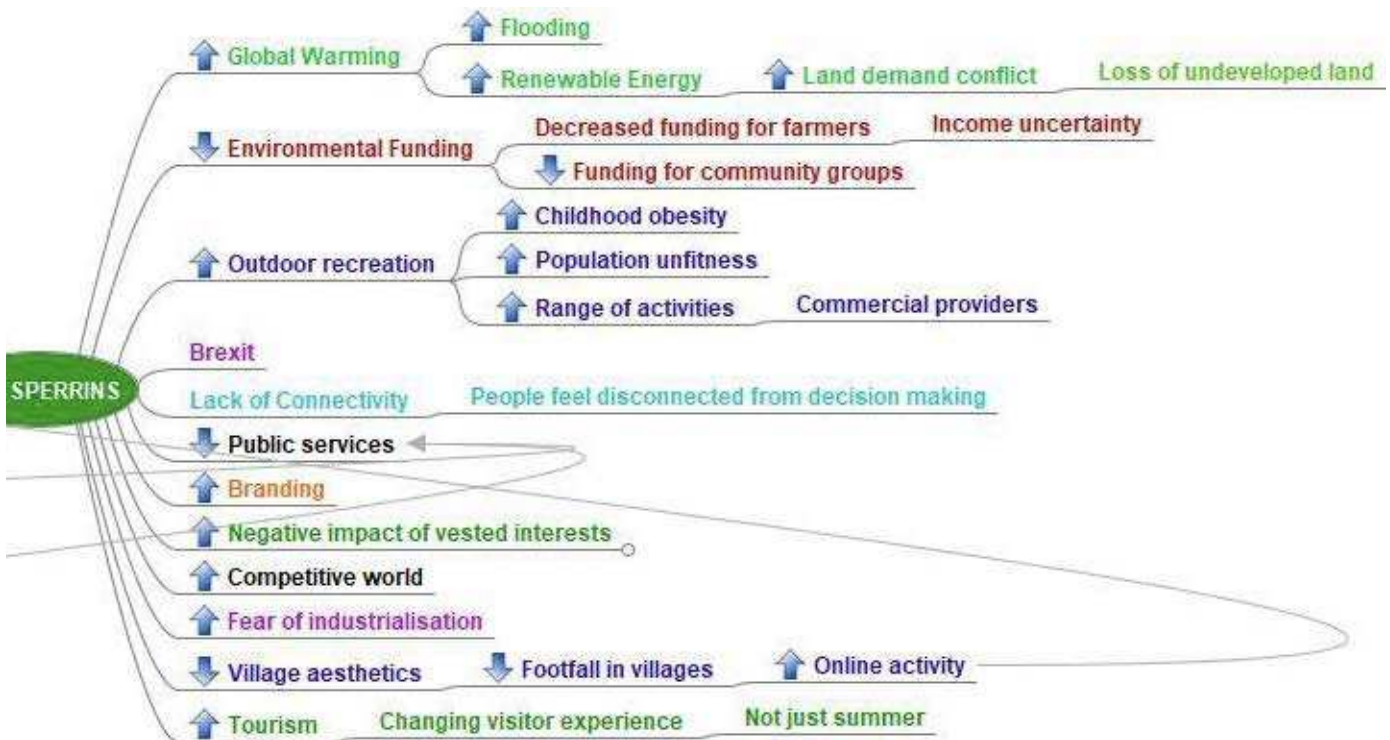 Flooding
Global Warming
Renewable Energy
Land demand conflict
Loss of undeveloped land
Decreased funding for farmers
Income uncertainty
Environmental Funding
Funding for community groups
Childhood obesity
Outdoor recreation
Population unfitness
Range of activities
Commercial providers
Brexit
SPERRINS
Lack of Connectivity
People feel disconnected from decision making
Public services
Branding
Negative impact of vested interests
Competitive world
Fear of industrialisation
Village aesthetics
Footfall in villages
Online activity
Tourism
Changing visitor experience
Not just summer